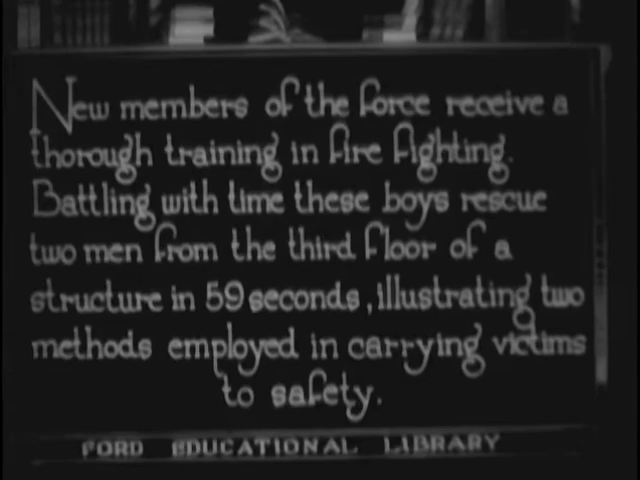 New members of the force receive a
thorough training in fire fighting.
Battling with time these boys rescue
two men from the third floor of a
structure in 59 seconds, illustrating two
methods employed in carrying victims
to safety.
FORD EDUCATIONAL LIBRARY